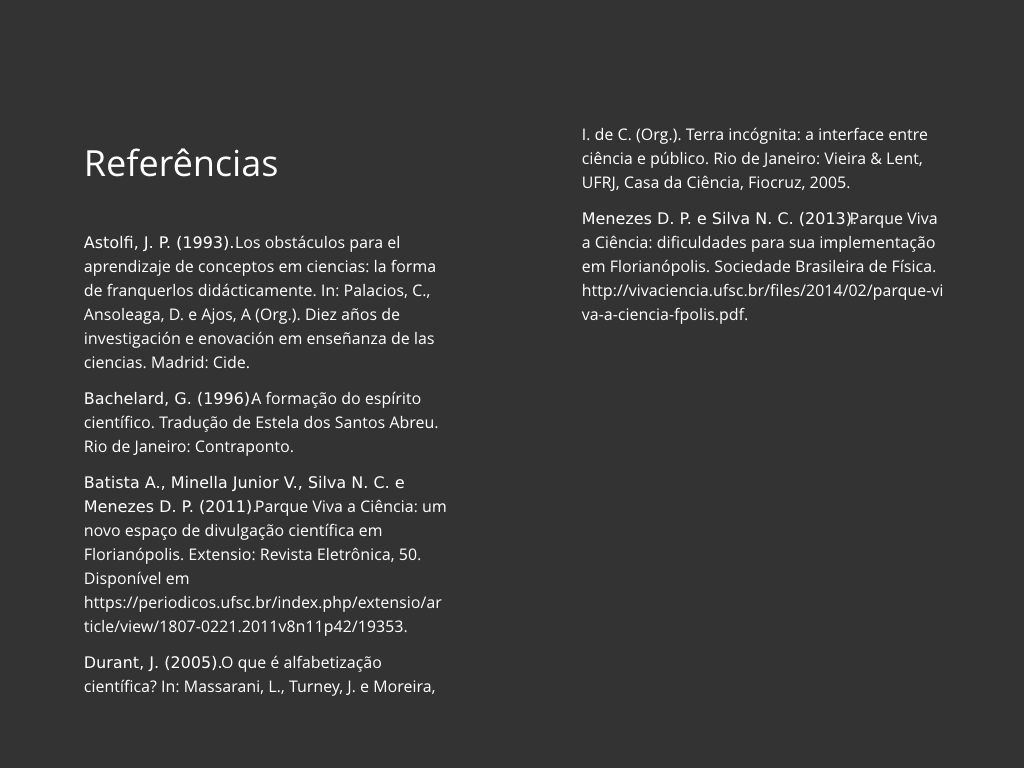 Referências
Astolfi, J. P. (1993).Los obstáculos para el
aprendizaje de conceptos em ciencias: la forma
de franquerlos didácticamente. In: Palacios, C.,
Ansoleaga, D. e Ajos, A (Org.). Diez años de
investigación e enovación em enseñanza de las
ciencias. Madrid: Cide.
Bachelard, G. (1996)A formação do espírito
científico. Tradução de Estela dos Santos Abreu.
Rio de Janeiro: Contraponto.
Batista A., Minella Junior V., Silva N. C. e
Menezes D. P. (2011).Parque Viva a Ciência: um
novo espaço de divulgação científica em
Florianópolis. Extensio: Revista Eletrônica, 50.
Disponível em
https://periodicos.ufsc.br/index.php/extensio/ar
ticle/view/1807-0221.2011v8n11p42/19353.
Durant, J. (2005).O que é alfabetização
científica? In: Massarani, L., Turney, J. e Moreira,
I. de C. (Org.). Terra incógnita: a interface entre
ciência e público. Rio de Janeiro: Vieira & Lent,
UFRJ, Casa da Ciência, Fiocruz, 2005.
Menezes D. P. e Silva N. C. (2013)Parque Viva
a Ciência: dificuldades para sua implementação
em Florianópolis. Sociedade Brasileira de Física.
http://vivaciencia.ufsc.br/files/2014/02/parque-vi
va-a-ciencia-fpolis.pdf.